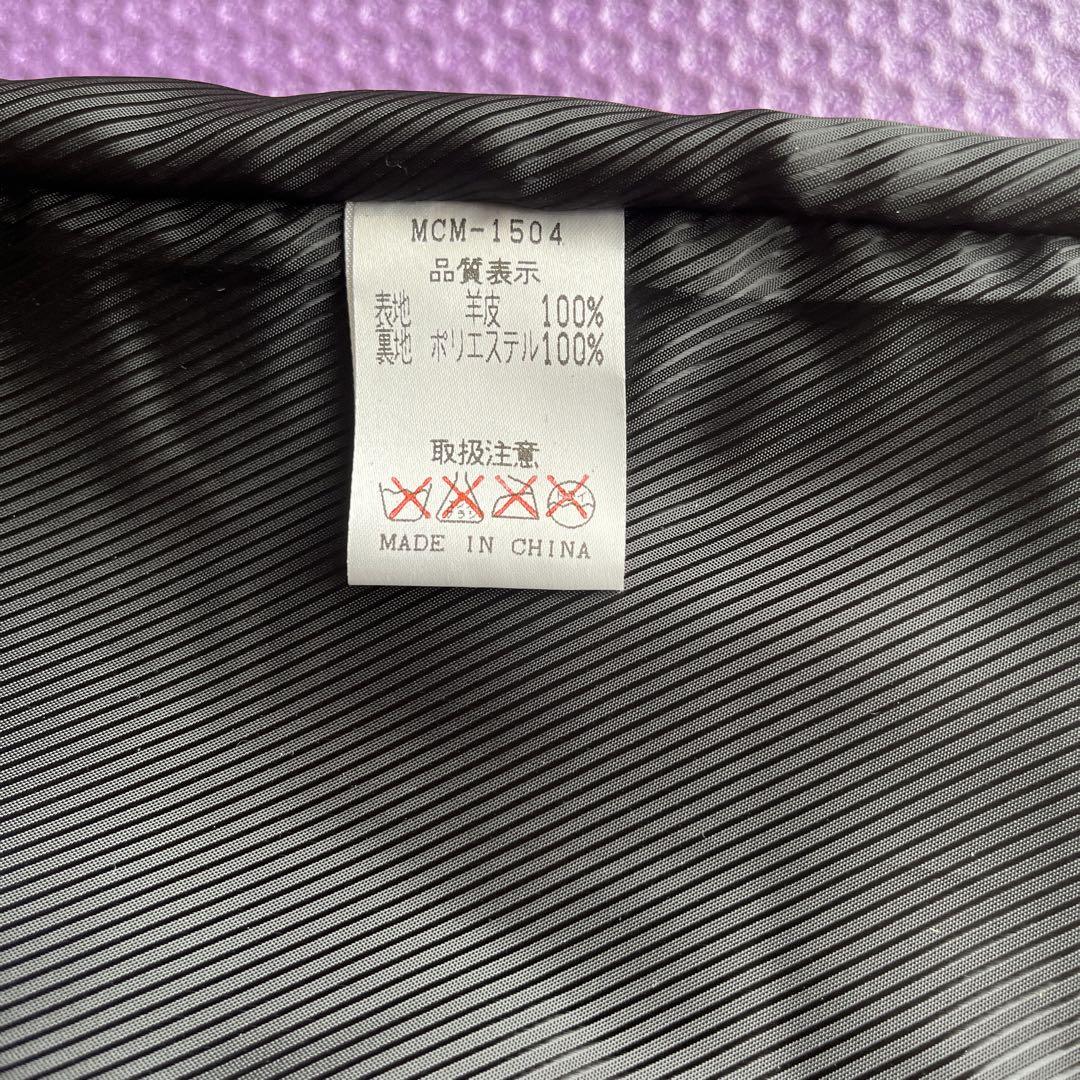 MCM-1504
品質表示
表地 羊皮 100%
裏地 ポリエステル100%
取扱注意
MADE IN CHINA